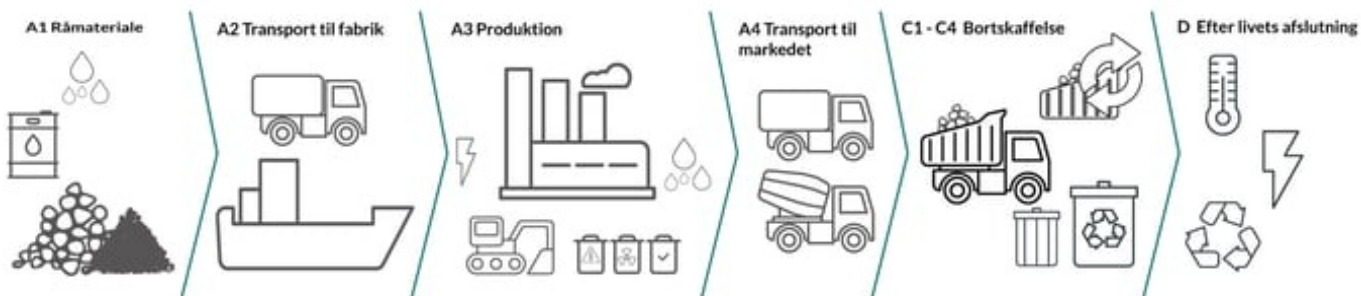 A1 Råmateriale
A2 Transport til fabrik
A3 Produktion
A4 Transport til
markedet
C1 - C4 Bortskaffelse
D Efter livets afslutning